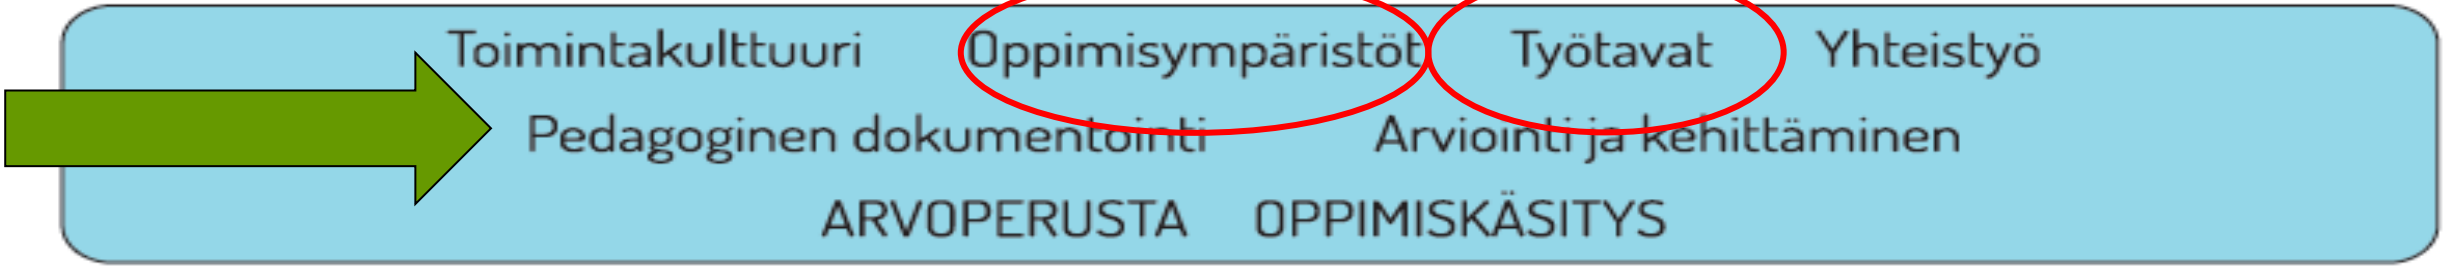 Toimintakulttuuri Oppimisympäristöt Työtavat Yhteistyö
Pedagoginen dokumentointi Arviointi ja kehittäminen
ARVOPERUSTA OPPIMISKÄSITYS